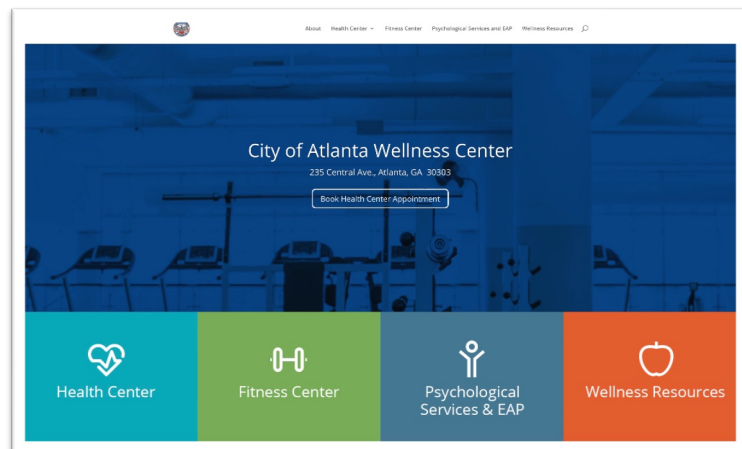 About Health Center Fitness Center Psychological Services and EAP Wellness Resources
City of Atlanta Wellness Center
235 Central Ave., Atlanta, GA 30303
Book Health Center Appointment
Health Center
Fitness Center
Psychological
Services & EAP
Wellness Resources